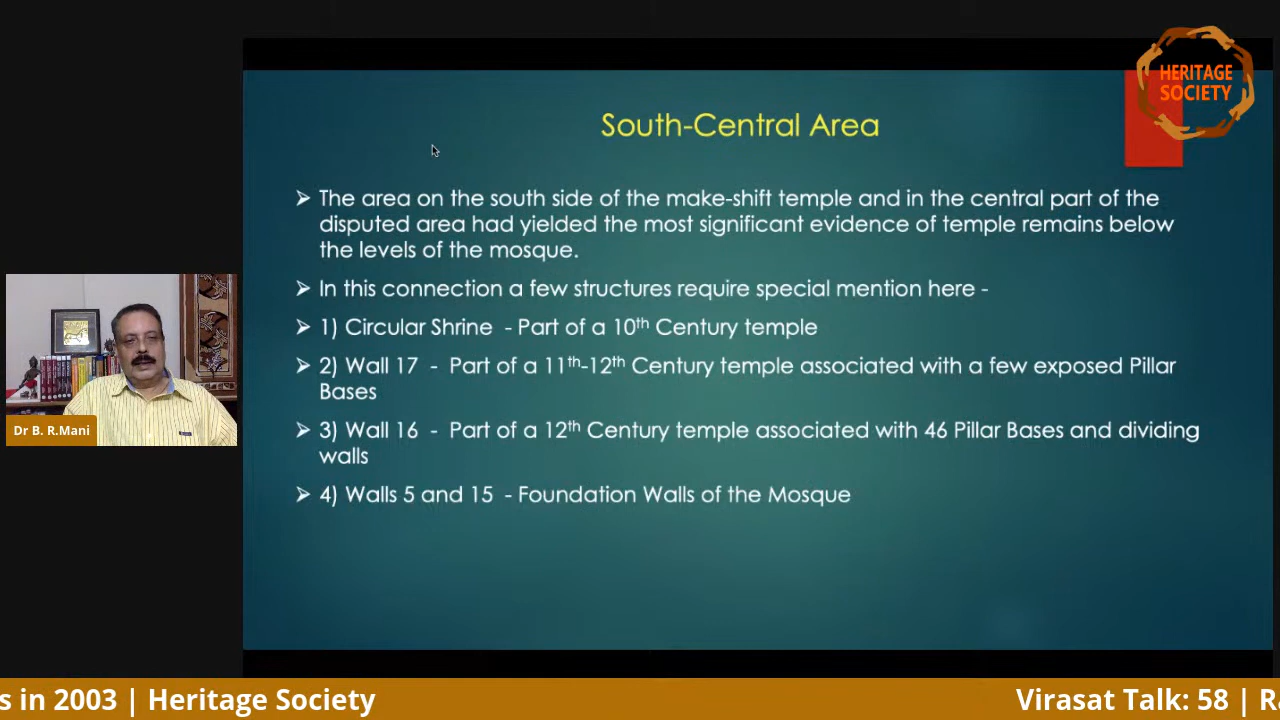 HERITAGE
SOCIETY
South-Central Area
➢ The area on the south side of the make-shift temple and in the central part of the
disputed area had yielded the most significant evidence of temple remains below
the levels of the mosque.
➢ In this connection a few structures require special mention here -
➢ 1) Circular Shrine - Part of a 10th Century temple
➢ 2) Wall 17 - Part of a 11th-12th Century temple associated with a few exposed Pillar
Bases
➢ 3) Wall 16 - Part of a 12th Century temple associated with 46 Pillar Bases and dividing
walls
➢ 4) Walls 5 and 15 - Foundation Walls of the Mosque
Dr B. R.Mani
s in 2003 | Heritage Society
Virasat Talk: 58 | R